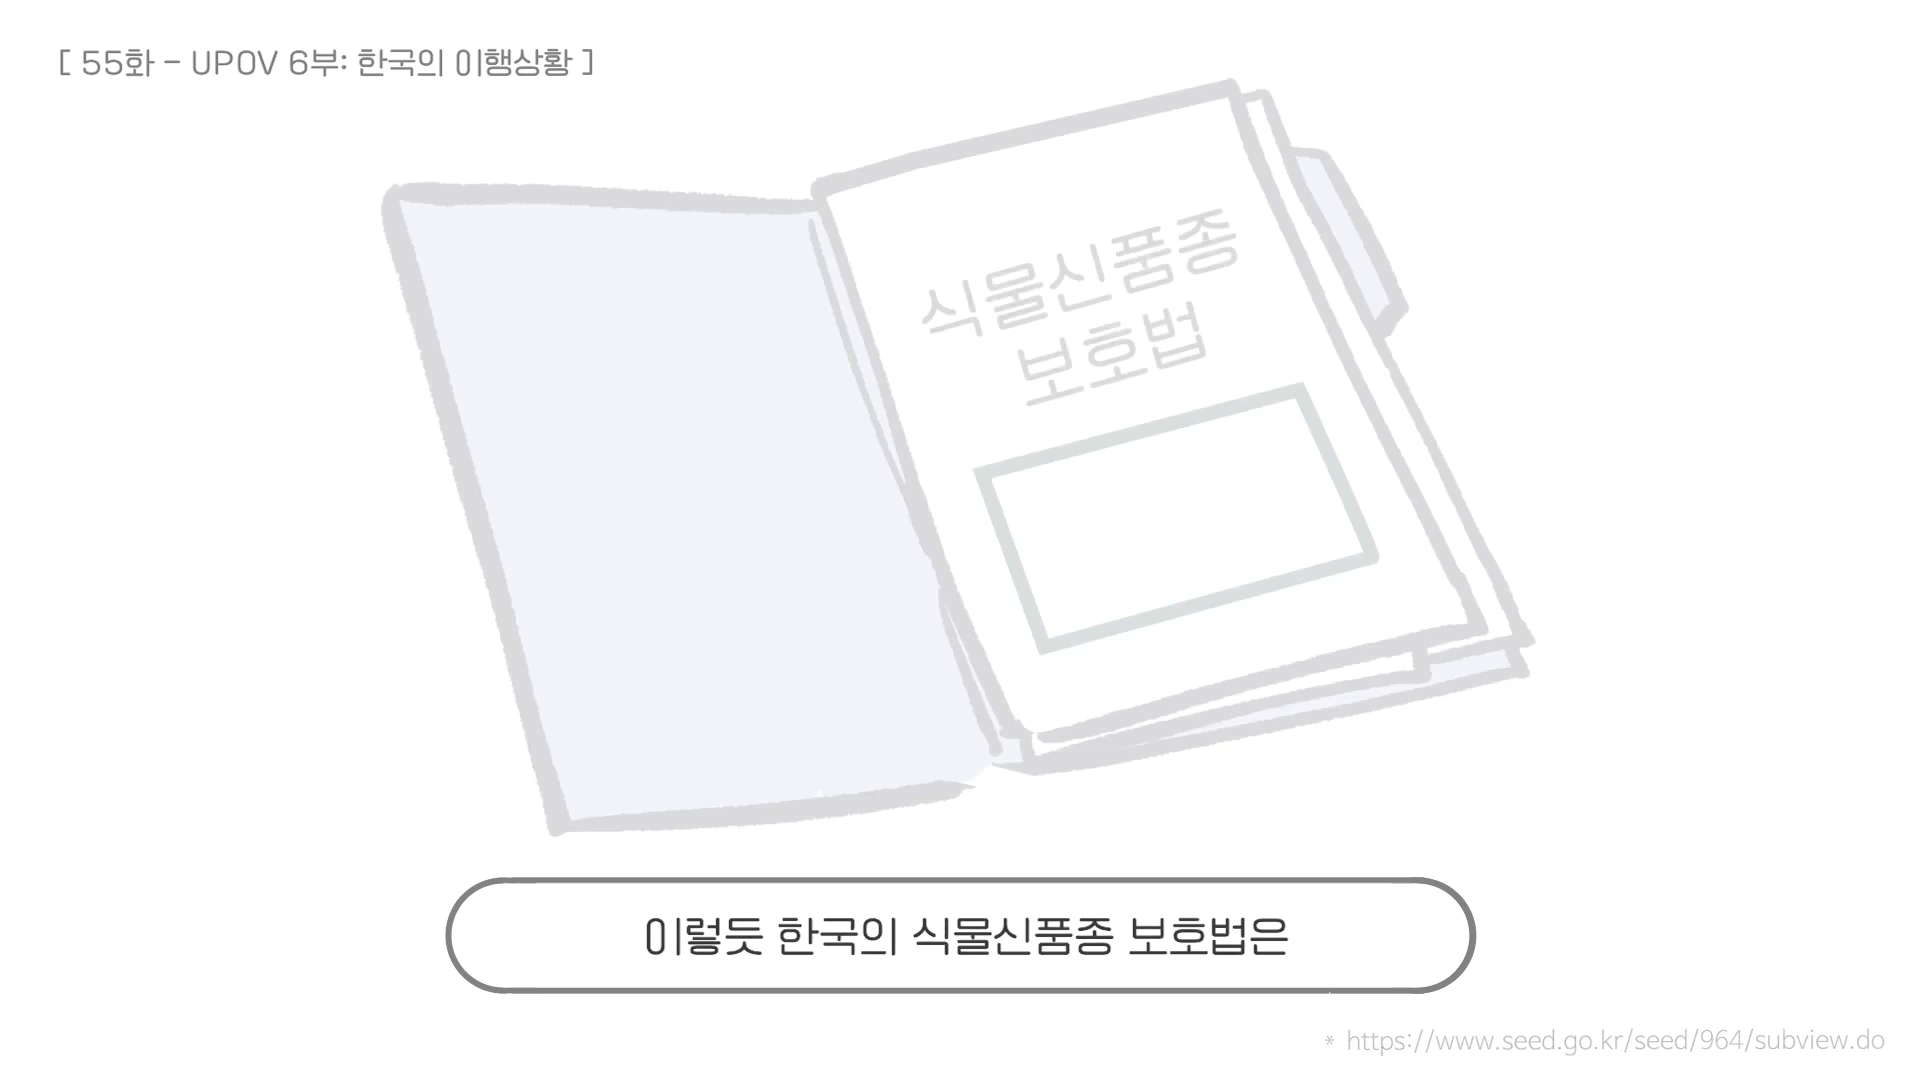 [ 55화 - UPOV 6부: 한국의 이행상황 ]
식물신품종
보호법
이렇듯 한국의 식물신품종 보호법은
* https://www.seed.go.kr/seed/964/subview.do